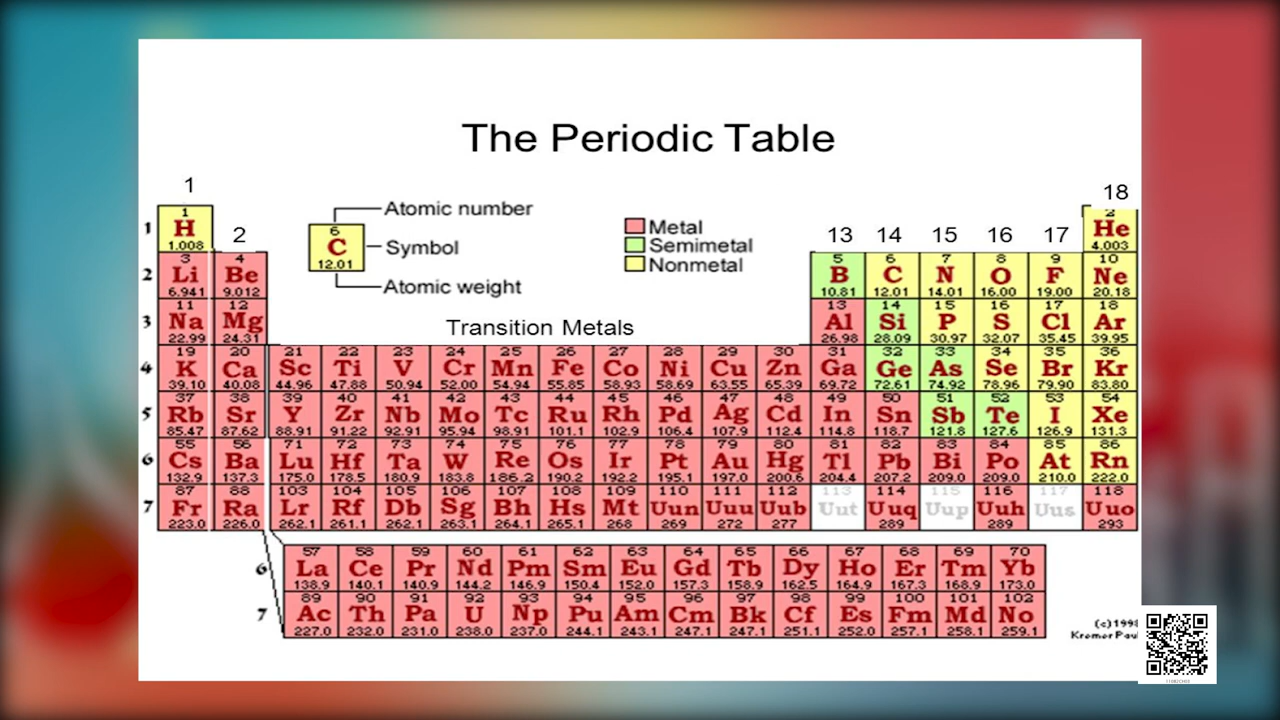 The Periodic Table
1 18
Atomic number
1 2
1 H 6 Metal He
2 C Symbol Semimetal 13 14 15 16 17
1.008 12.01 Nonmetal 4.003
3 4 5 6 7 8 9 10
2 Li Be Atomic weight B C N O F Ne
6.941 9.012 10.81 12.01 14.01 16.00 19.00 20.18
11 12 13 14 15 16 17 18
3 Na Mg Transition Metals Al Si P S Cl Ar
22.99 24.31 26.98 28.09 30.97 32.07 35.45 39.95
19 20 21 22 23 24 25 26 27 28 29 30 31 32 33 34 35 36
4 K Ca Sc Ti V Cr Mn Fe Co Ni Cu Zn Ga Ge As Se Br Kr
39.10 40.08 44.96 47.88 50.94 52.00 54.94 55.85 58.93 58.69 63.55 65.39 69.72 72.61 74.92 78.96 79.90 83.80
37 38 39 40 41 42 43 44 45 46 47 48 49 50 51 52 53 54
5 Rb Sr Y Zr Nb Mo Tc Ru Rh Pd Ag Cd In Sn Sb Te I Xe
85.47 87.62 88.91 91.22 92.91 95.94 98.91 101.1 102.9 106.4 107.9 112.4 114.8 118.7 121.8 127.6 126.9 131.3
55 56 71 72 73 74 75 76 77 78 79 80 81 82 83 84 85 86
6 Cs Ba Lu Hf Ta W Re Os Ir Pt Au Hg Tl Pb Bi Po At Rn
132.9 137.3 175.0 178.5 180.9 183.8 186.2 190.2 192.2 195.1 197.0 200.6 204.4 207.2 209.0 209.0 210.0 222.0
87 88 103 104 105 106 107 108 109 110 111 112 113 114 115 116 117 118
7 Fr Ra Lr Rf Db Sg Bh Hs Mt Uun Uuu Uub Uut Uuq Uup Uuh Uus Uuo
223.0 226.0 262.1 261.1 262.1 263.1 264.1 265.1 268 269 272 277 289 289 293
57 58 59 60 61 62 63 64 65 66 67 68 69 70
6 La Ce Pr Nd Pm Sm Eu Gd Tb Dy Ho Er Tm Yb
138.9 140.1 140.9 144.2 146.9 150.4 152.0 157.3 158.9 162.5 164.9 167.3 168.9 173.0
89 90 91 92 93 94 95 96 97 98 99 100 101 102
7 Ac Th Pa U Np Pu Am Cm Bk Cf Es Fm Md No
227.0 232.0 231.0 238.0 237.0 244.1 243.1 247.1 247.1 251.1 252.0 257.1 258.1 259.1
(c)199
Kremer Pau